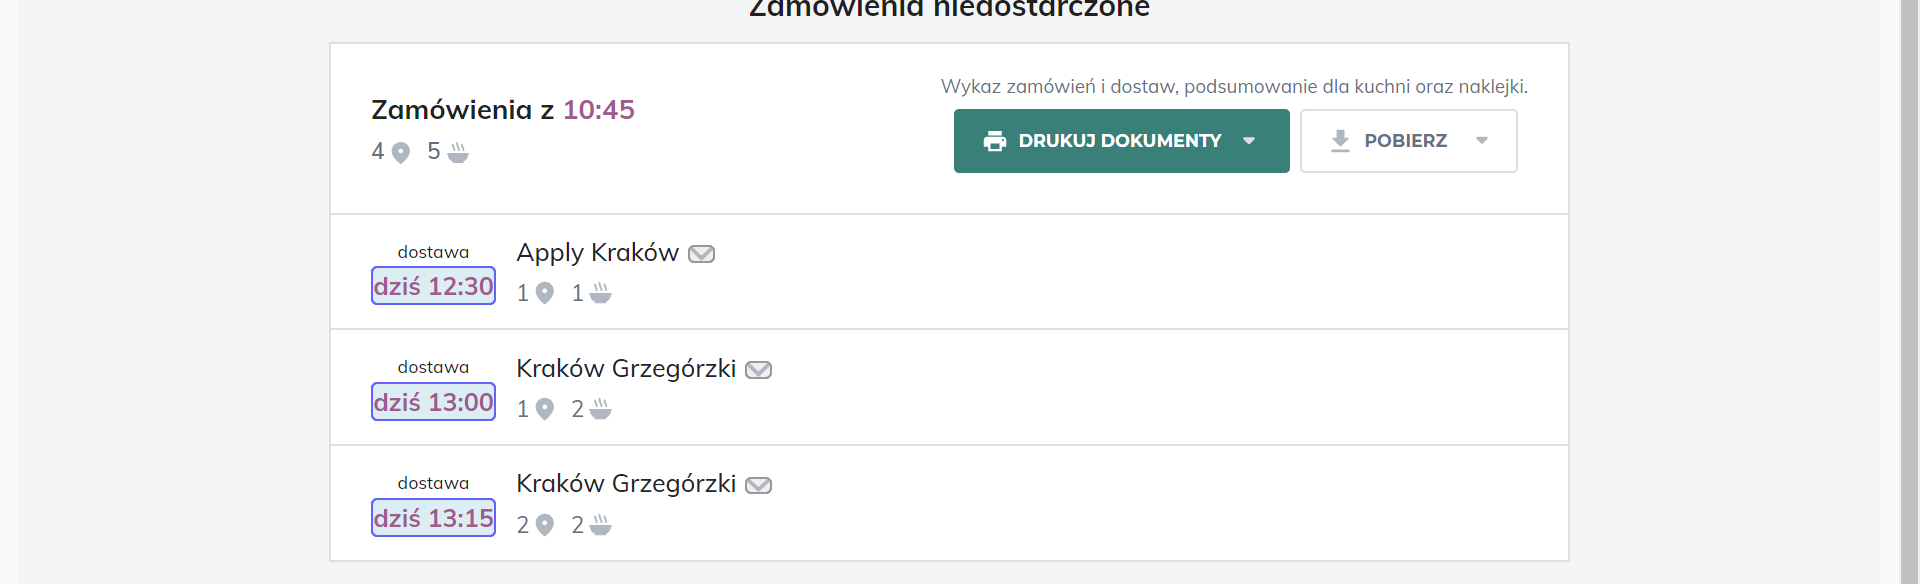 Zamówienia niedostarczone
Wykaz zamówień i dostaw, podsumowanie dla kuchni oraz naklejki.
Zamówienia z 10:45
4 5
DRUKUJ DOKUMENTY
POBIERZ
dostawa
dziś 12:30
Apply Kraków
1 1
dostawa
dziś 13:00
Kraków Grzegórzki
1 2
dostawa
dziś 13:15
Kraków Grzegórzki
2 2